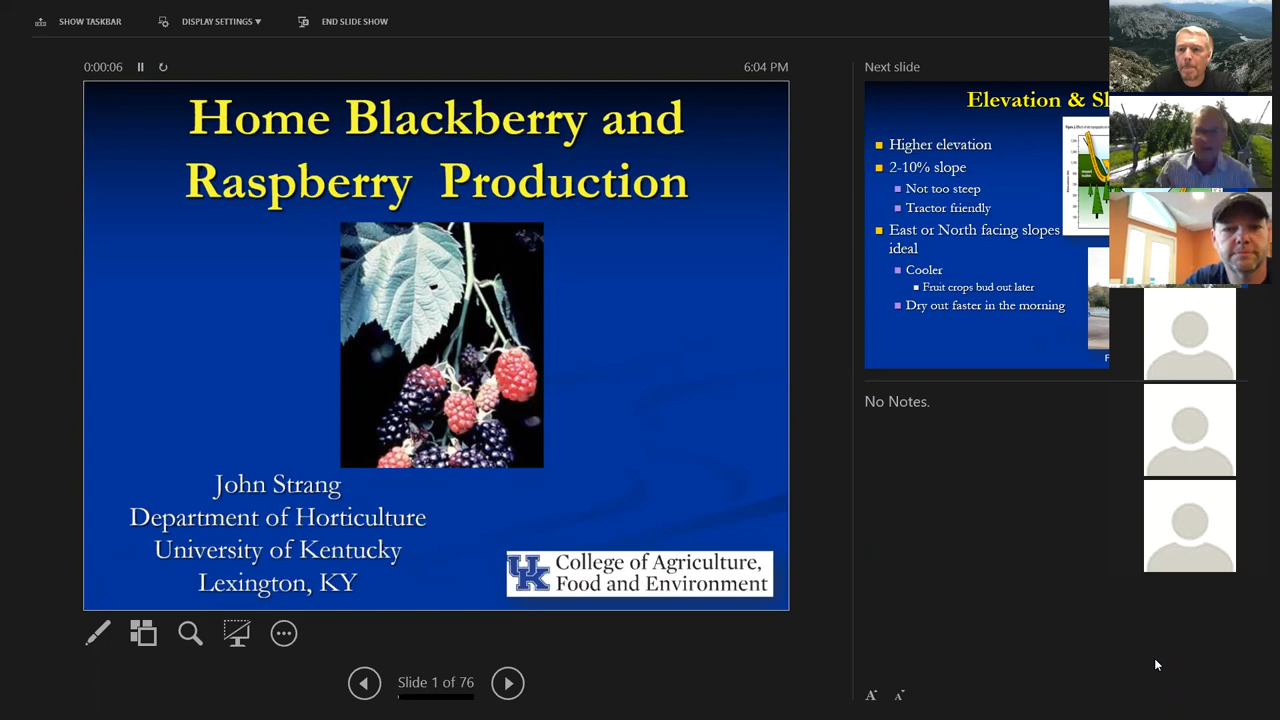 SHOW TASKBAR
DISPLAY SETTINGS ▼
END SLIDE SHOW
0:00:06
6:04 PM
Home Blackberry and
Raspberry Production
John Strang
Department of Horticulture
University of Kentucky
Lexington, KY
UK
College of Agriculture,
Food and Environment
Slide 1 of 76
Next slide
Elevation &
Higher elevation
2-10% slope
Not too steep
Tractor friendly
East or North facing slopes
ideal
Cooler
Fruit crops bud out later
Dry out faster in the morning
No Notes.
A
A